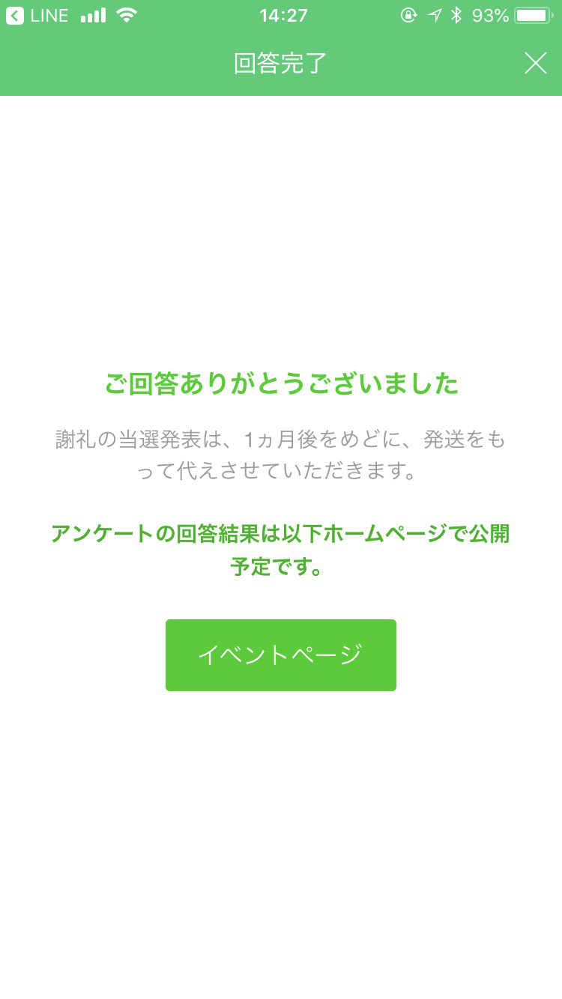 LINE 14:27 93%
回答完了
ご回答ありがとうございました
謝礼の当選発表は、1ヵ月後をめどに、発送をも
って代えさせていただきます。
アンケートの回答結果は以下ホームページで公開
予定です。
イベントページ